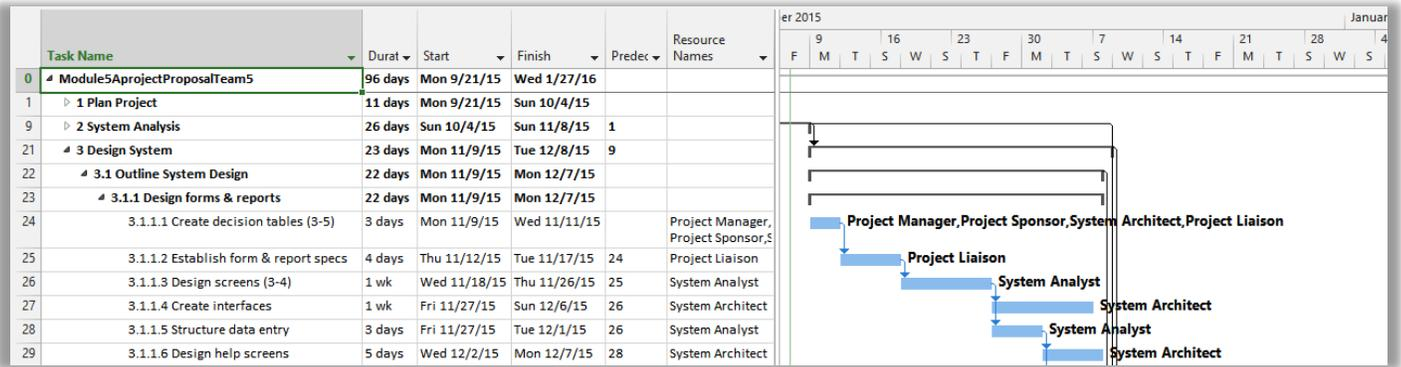 er 2015 Januar
Resource
9 16 23 30 7 14 21 28 4
Task Name Durat Start Finish Predec Names F M T W T F S S M T W T F S S M T W T F S
0 Module5AprojectProposalTeam5 96 days Mon 9/21/15 Wed 1/27/16
1 1 Plan Project 11 days Mon 9/21/15 Sun 10/4/15
9 2 System Analysis 26 days Sun 10/4/15 Sun 11/8/15 1
21 3 Design System 23 days Mon 11/9/15 Tue 12/8/15 9
22 3.1 Outline System Design 22 days Mon 11/9/15 Mon 12/7/15
23 3.1.1 Design forms & reports 22 days Mon 11/9/15 Mon 12/7/15
24 3.1.1.1 Create decision tables (3-5) 3 days Mon 11/9/15 Wed 11/11/15 Project Manager, Project Manager,Project Sponsor,System Architect,Project Liaison
Project Sponsor,S
25 3.1.1.2 Establish form & report specs 4 days Thu 11/12/15 Tue 11/17/15 24 Project Liaison Project Liaison
26 3.1.1.3 Design screens (3-4) 1 wk Wed 11/18/15 Thu 11/26/15 25 System Analyst System Analyst
27 3.1.1.4 Create interfaces 1 wk Fri 11/27/15 Sun 12/6/15 26 System Architect System Architect
28 3.1.1.5 Structure data entry 3 days Fri 11/27/15 Tue 12/1/15 26 System Analyst System Analyst
29 3.1.1.6 Design help screens 5 days Wed 12/2/15 Mon 12/7/15 28 System Architect System Architect